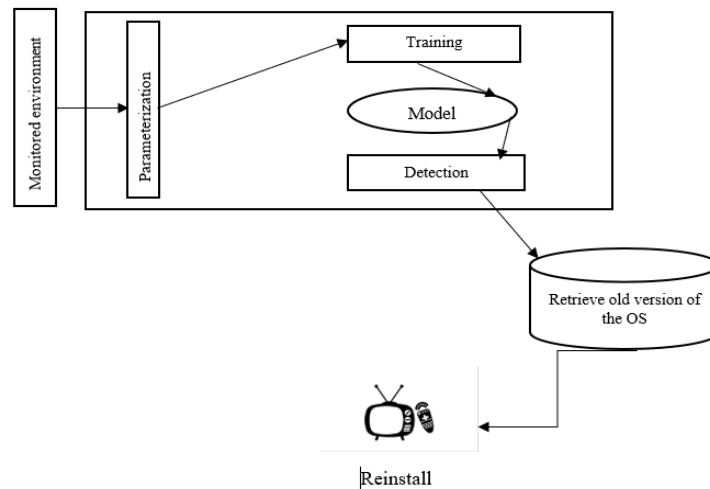 Monitored environment
Parameterization
Training
Model
Detection
Retrieve old version of
the OS
Reinstall